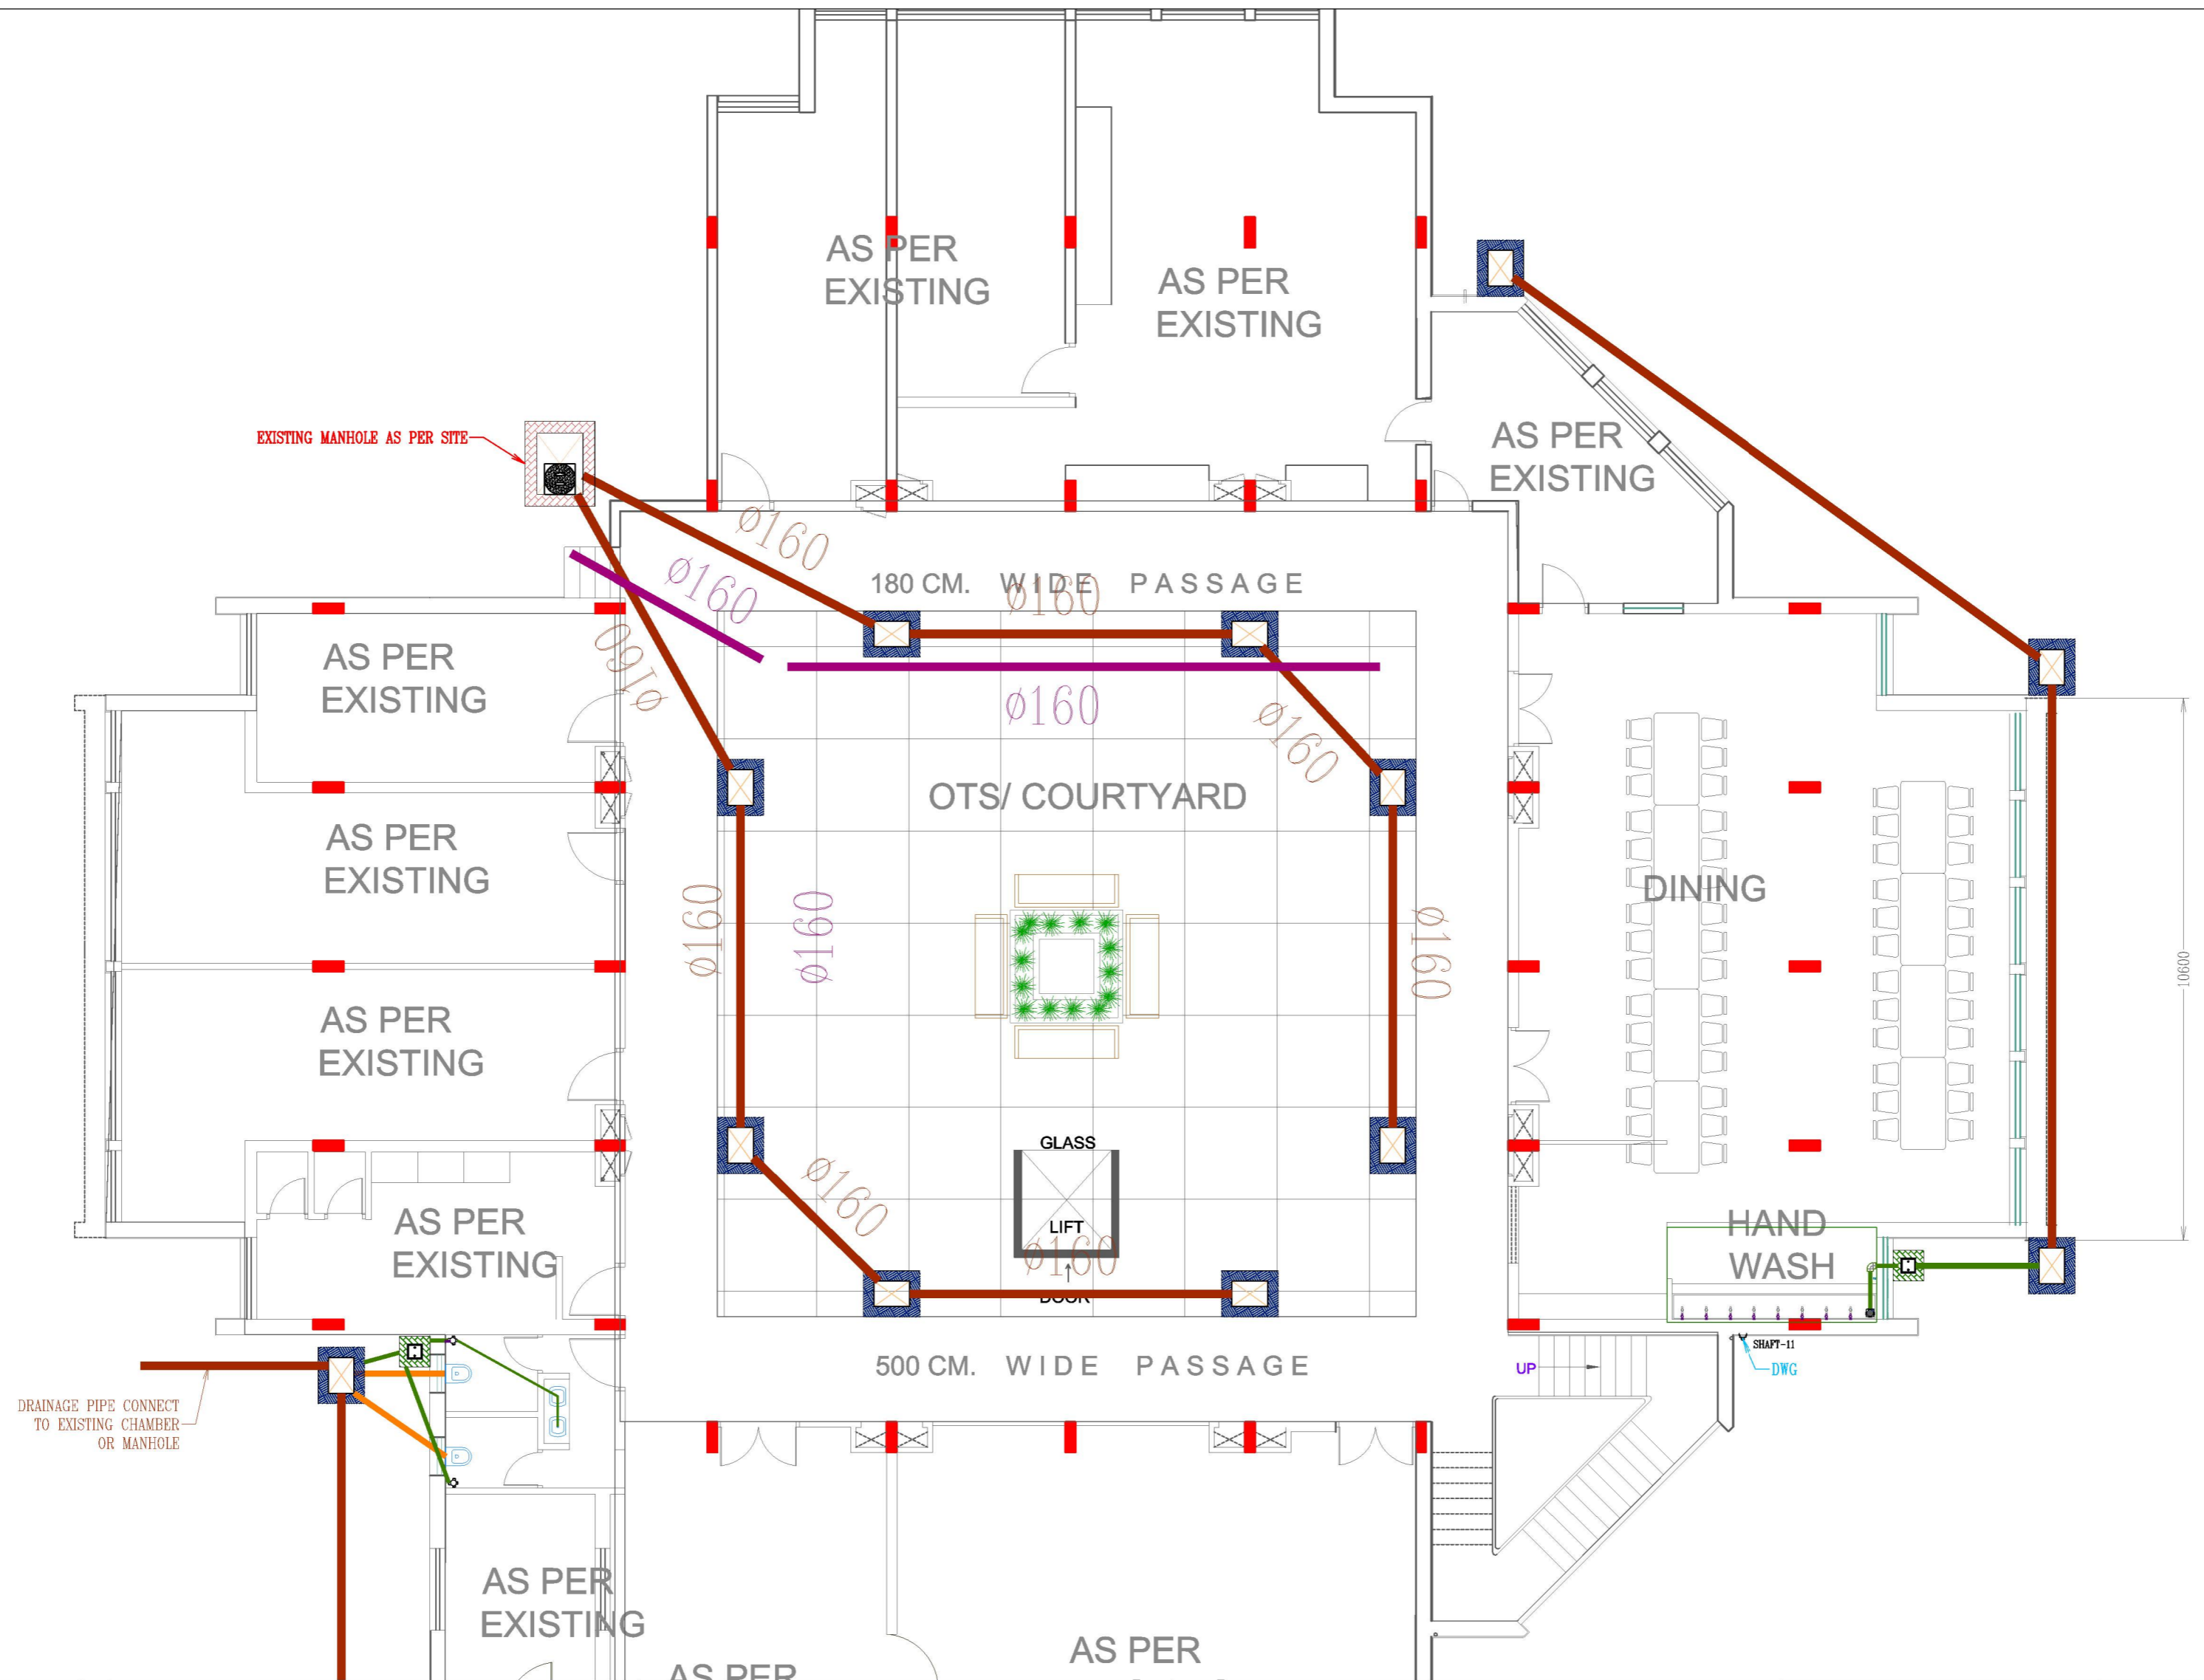 AS PER
EXISTING
AS PER
EXISTING
EXISTING MANHOLE AS PER SITE
AS PER
EXISTING
ø160
ø160
180 CM. WIDE PASSAGE
ø160
ø160
ø160
ø160
AS PER
EXISTING
OTS/ COURTYARD
AS PER
EXISTING
DINING
ø160
ø160
ø160
10600
AS PER
EXISTING
GLASS
LIFT
ø160
ø160
DOOR
AS PER
EXISTING
HAND
WASH
SHAFT-11
DWG
UP
500 CM. WIDE PASSAGE
DRAINAGE PIPE CONNECT
TO EXISTING CHAMBER
OR MANHOLE
AS PER
EXISTING
AS PER
AS PER